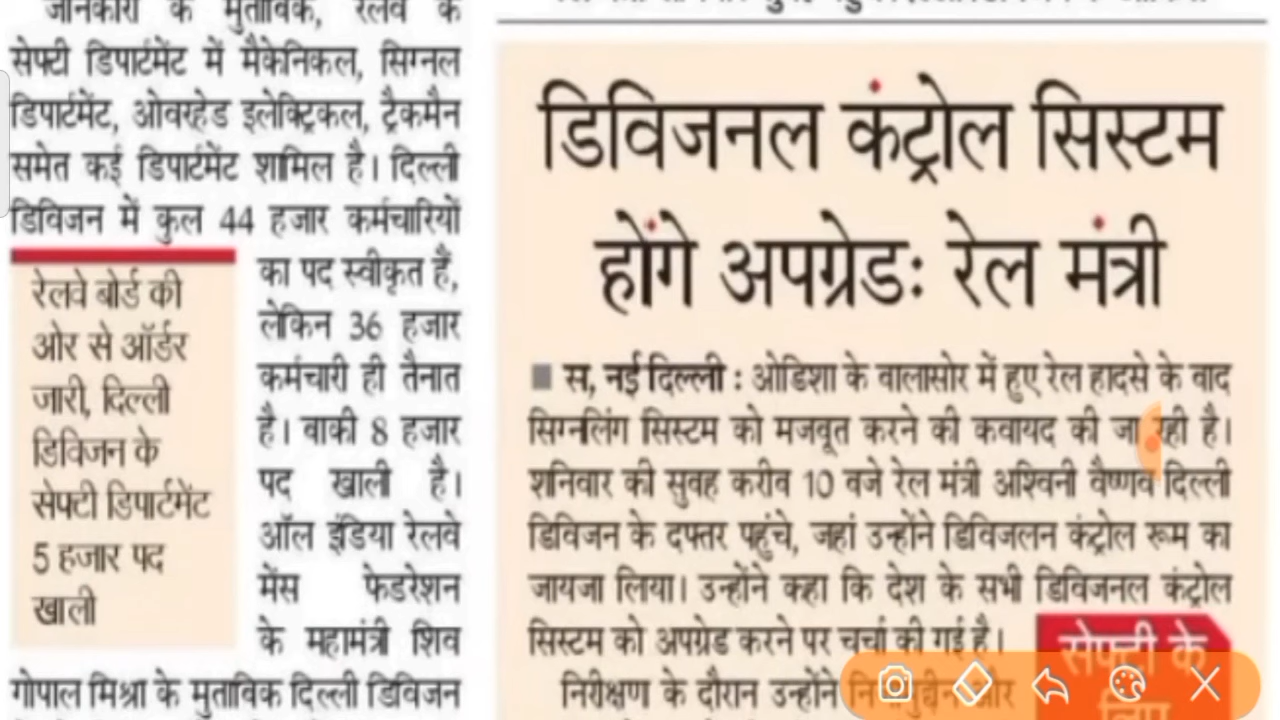 जानकारी के मुताबिक, रेलवे के
सेफ्टी डिपार्टमेंट में मैकेनिकल, सिग्नल
डिपार्टमेंट, ओवरहेड इलेक्ट्रिकल, ट्रैकमैन
समेत कई डिपार्टमेंट शामिल है। दिल्ली
डिविजन में कुल 44 हजार कर्मचारियों
का पद स्वीकृत हैं,
लेकिन 36 हजार
कर्मचारी ही तैनात
है। बाकी 8 हजार
पद खाली है।
ऑल इंडिया रेलवे
मेंस फेडरेशन
के महामंत्री शिव
गोपाल मिश्रा के मुताबिक दिल्ली डिविजन
रेलवे बोर्ड की
ओर से ऑर्डर
जारी, दिल्ली
डिविजन के
सेफ्टी डिपार्टमेंट
5 हजार पद
खाली
डिविजनल कंट्रोल सिस्टम
होंगे अपग्रेडः रेल मंत्री
■ स, नई दिल्ली : ओडिशा के बालासोर में हुए रेल हादसे के बाद
सिग्नलिंग सिस्टम को मजबूत करने की कवायद की जा रही है।
शनिवार की सुबह करीब 10 बजे रेल मंत्री अश्विनी वैष्णव दिल्ली
डिविजन के दफ्तर पहुंचे, जहां उन्होंने डिविजलन कंट्रोल रूम का
जायजा लिया। उन्होंने कहा कि देश के सभी डिविजनल कंट्रोल
सिस्टम को अपग्रेड करने पर चर्चा की गई है।
निरीक्षण के दौरान उन्होंने निजामुद्दीन और
सेफ्टी के
लिए